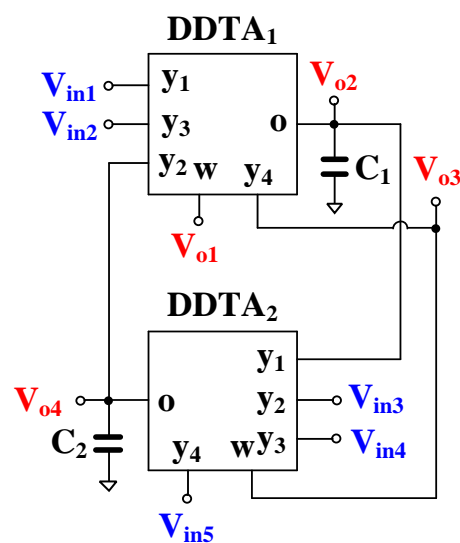 DDTA₁
Vin1
y₁
Vo2
Vin2
y₃
o
y₂
w
y₄
C₁
Vo3
Vo1
DDTA₂
y₁
Vo4
o
y₂
Vin3
C₂
y₃
Vin4
y₄
w
Vin5